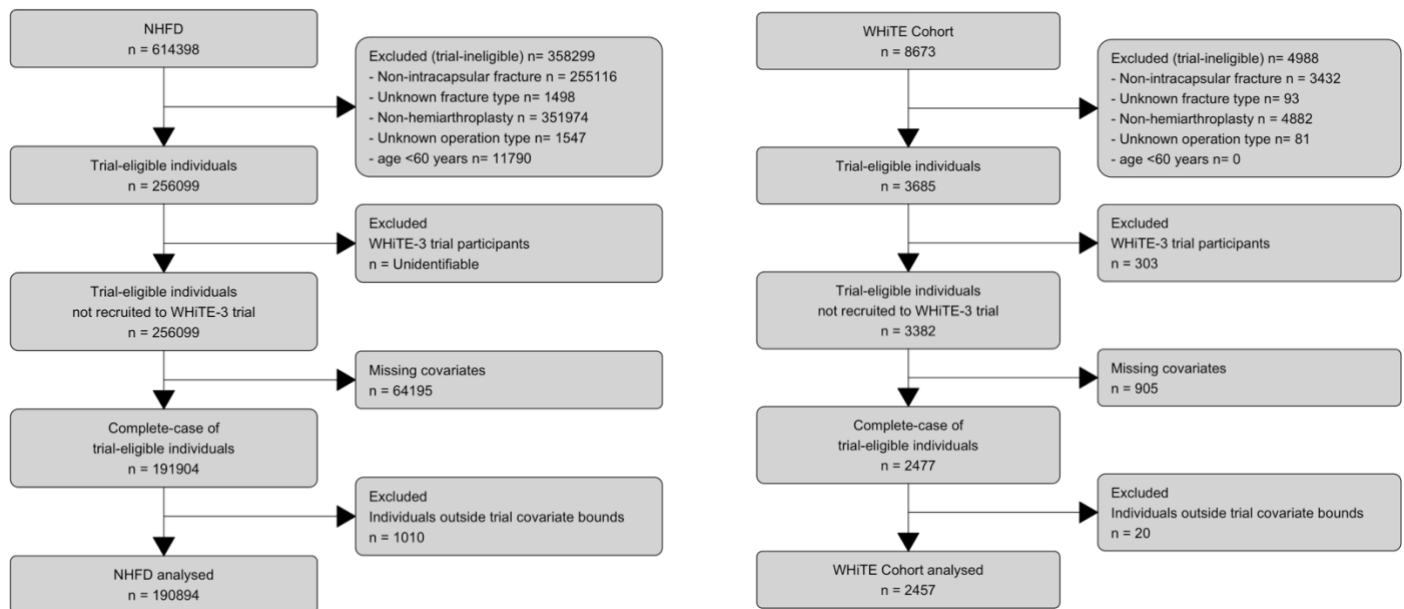 NHFD
n = 614398
Excluded (trial-ineligible) n= 358299
- Non-intracapsular fracture n = 255116
- Unknown fracture type n= 1498
- Non-hemiarthroplasty n = 351974
- Unknown operation type n= 1547
- age <60 years n= 11790
Trial-eligible individuals
n = 256099
Excluded
WHiTE-3 trial participants
n = Unidentifiable
Trial-eligible individuals
not recruited to WHiTE-3 trial
n = 256099
Missing covariates
n = 64195
Complete-case of
trial-eligible individuals
n = 191904
Excluded
Individuals outside trial covariate bounds
n = 1010
NHFD analysed
n = 190894
WHiTE Cohort
n = 8673
Excluded (trial-ineligible) n= 4988
- Non-intracapsular fracture n = 3432
- Unknown fracture type n= 93
- Non-hemiarthroplasty n = 4882
- Unknown operation type n= 81
- age <60 years n= 0
Trial-eligible individuals
n = 3685
Excluded
WHiTE-3 trial participants
n = 303
Trial-eligible individuals
not recruited to WHiTE-3 trial
n = 3382
Missing covariates
n = 905
Complete-case of
trial-eligible individuals
n = 2477
Excluded
Individuals outside trial covariate bounds
n = 20
WHiTE Cohort analysed
n = 2457